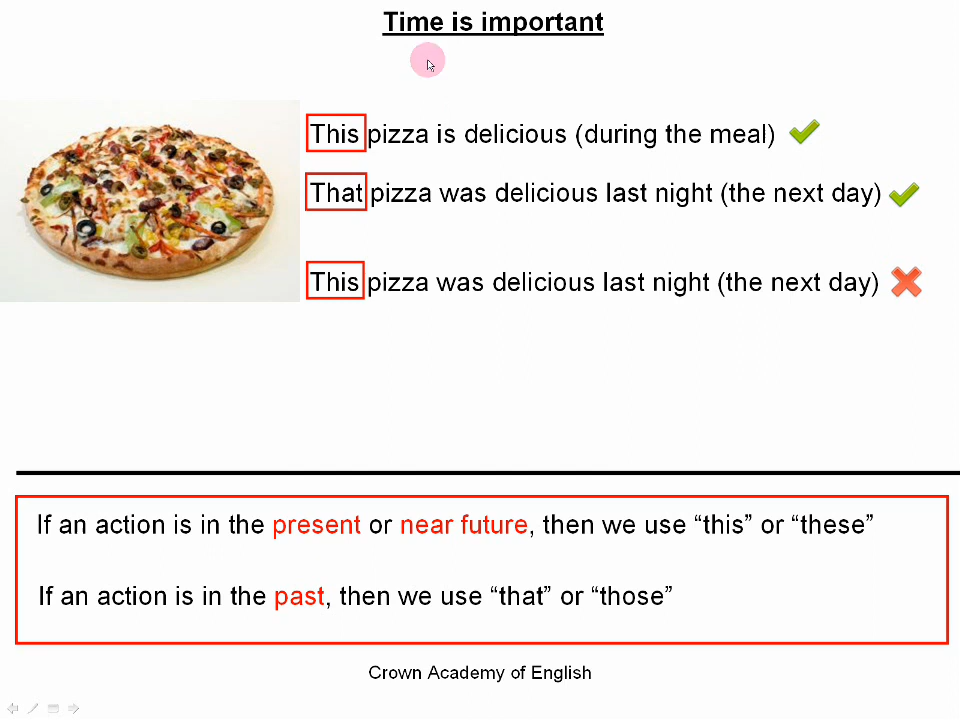 Time is important
This pizza is delicious (during the meal)
That pizza was delicious last night (the next day)
This pizza was delicious last night (the next day)
If an action is in the present or near future, then we use “this” or “these”
If an action is in the past, then we use “that” or “those”
Crown Academy of English